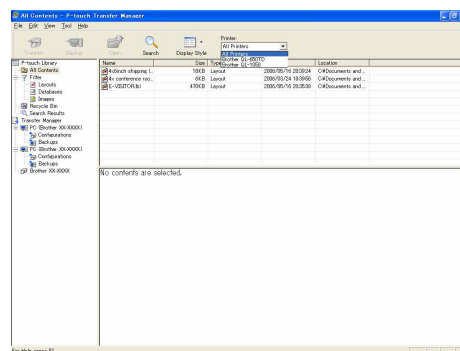 All Contents - P-touch Transfer Manager
File Edit View Tool Help
Transfer Backup Open Search Display Style
Printer:
All Printers
All Printers
Brother QL-650TD
Brother QL-1050
P-touch Library
All Contents
Filter
Layouts
Databases
Images
Recycle Bin
Search Results
Transfer Manager
PC (Brother XX-XXXX)
Configurations
Backups
PC (Brother XX-XXXX)
Configurations
Backups
Brother XX-XXXX
Name Size Type Location
4x6inch shipping l... 18KB Layout 2006/05/16 20:39:24 C:¥Documents and ..
4x conference roo... 6KB Layout 2006/03/24 16:39:56 C:¥Documents and ..
E-VISITOR.lbl 478KB Layout 2006/05/16 20:35:38 C:¥Documents and ..
No contents are selected.
For Help, press F1